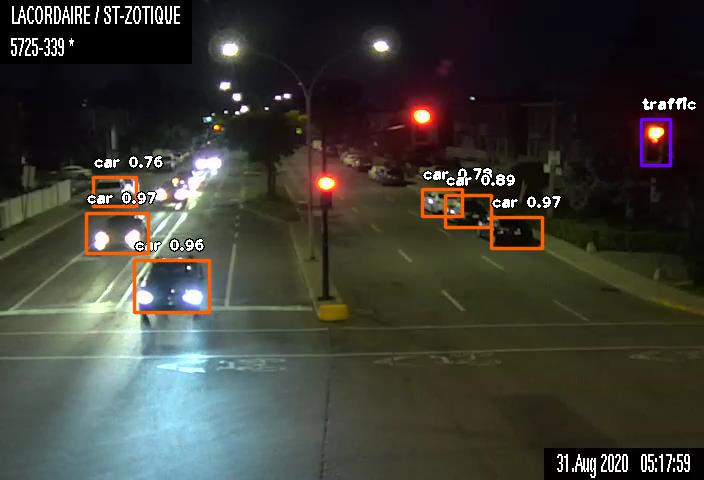 LACORDAIRE / ST-ZOTIQUE
5725-339 *
traffic
car 0.76
car 0.89
car 0.97
car 0.97
car 0.96
31.Aug 2020 05:17:59